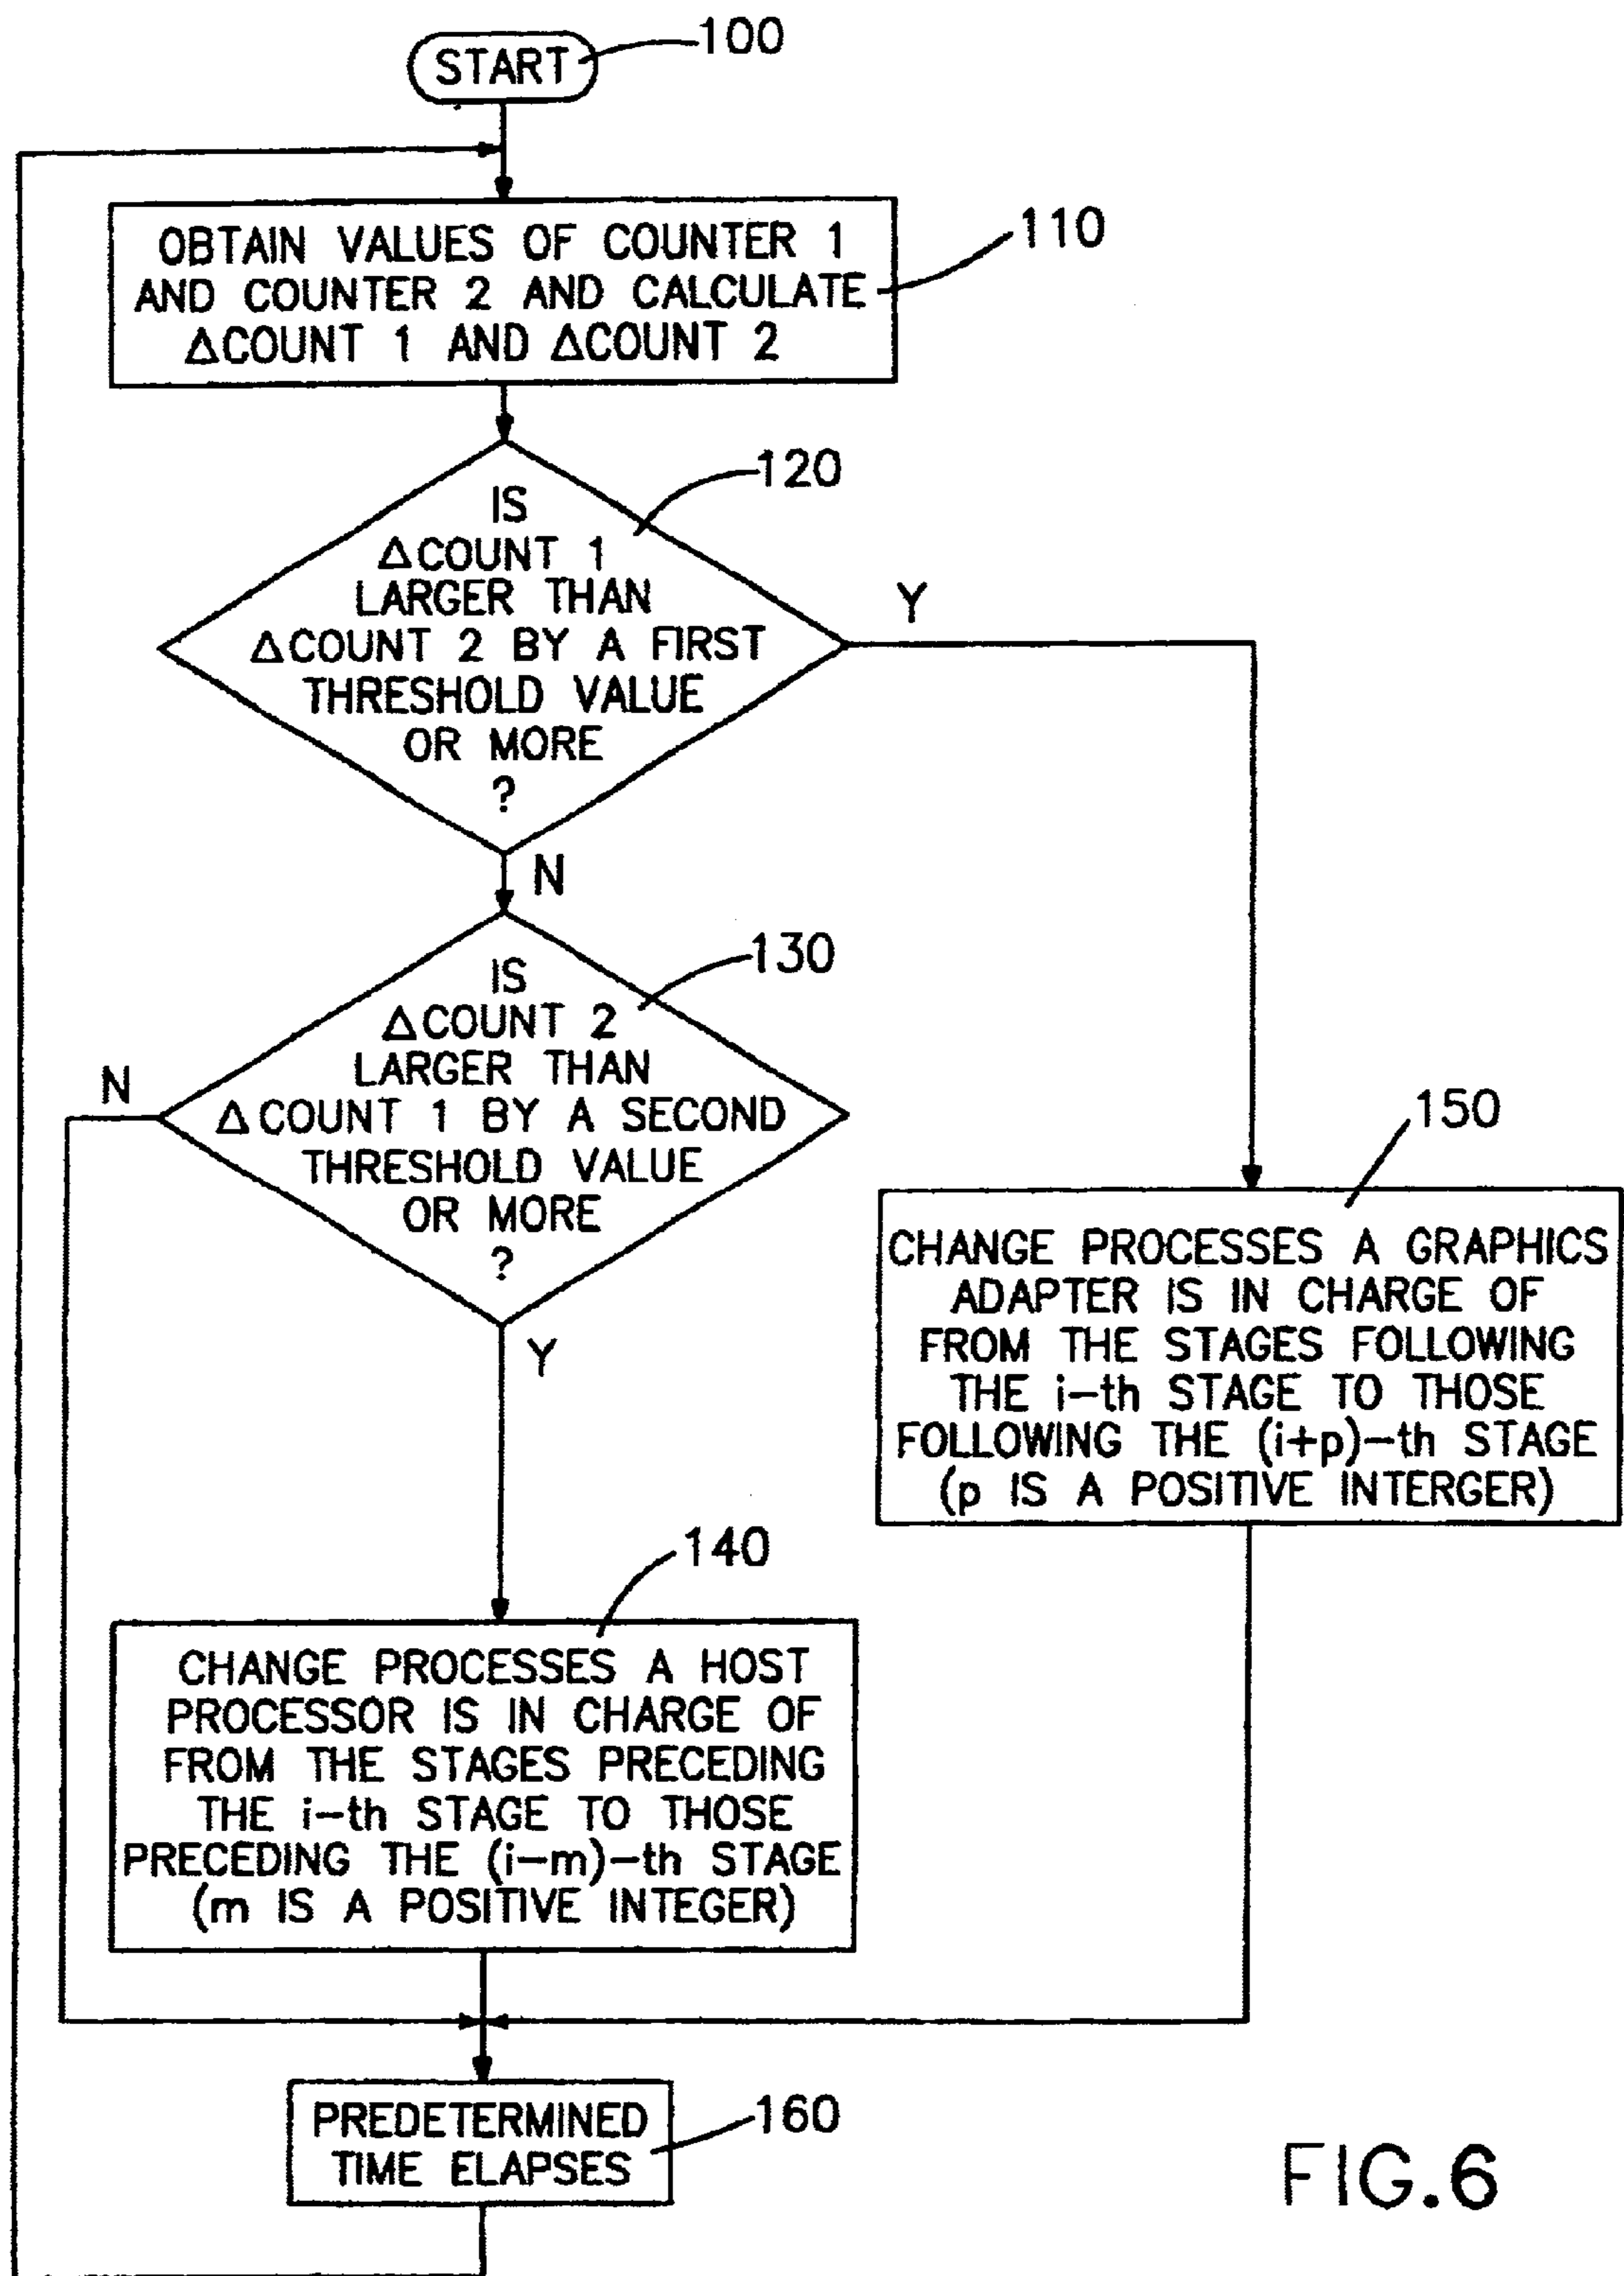 START
100
OBTAIN VALUES OF COUNTER 1
AND COUNTER 2 AND CALCULATE
ΔCOUNT 1 AND ΔCOUNT 2
110
IS
ΔCOUNT 1
LARGER THAN
ΔCOUNT 2 BY A FIRST
THRESHOLD VALUE
OR MORE
?
120
Y
N
IS
ΔCOUNT 2
LARGER THAN
ΔCOUNT 1 BY A SECOND
THRESHOLD VALUE
OR MORE
?
130
N
Y
150
CHANGE PROCESSES A GRAPHICS
ADAPTER IS IN CHARGE OF
FROM THE STAGES FOLLOWING
THE i-th STAGE TO THOSE
FOLLOWING THE (i+p)-th STAGE
(p IS A POSITIVE INTERGER)
140
CHANGE PROCESSES A HOST
PROCESSOR IS IN CHARGE OF
FROM THE STAGES PRECEDING
THE i-th STAGE TO THOSE
PRECEDING THE (i-m)-th STAGE
(m IS A POSITIVE INTEGER)
PREDETERMINED
TIME ELAPSES
160
FIG.6